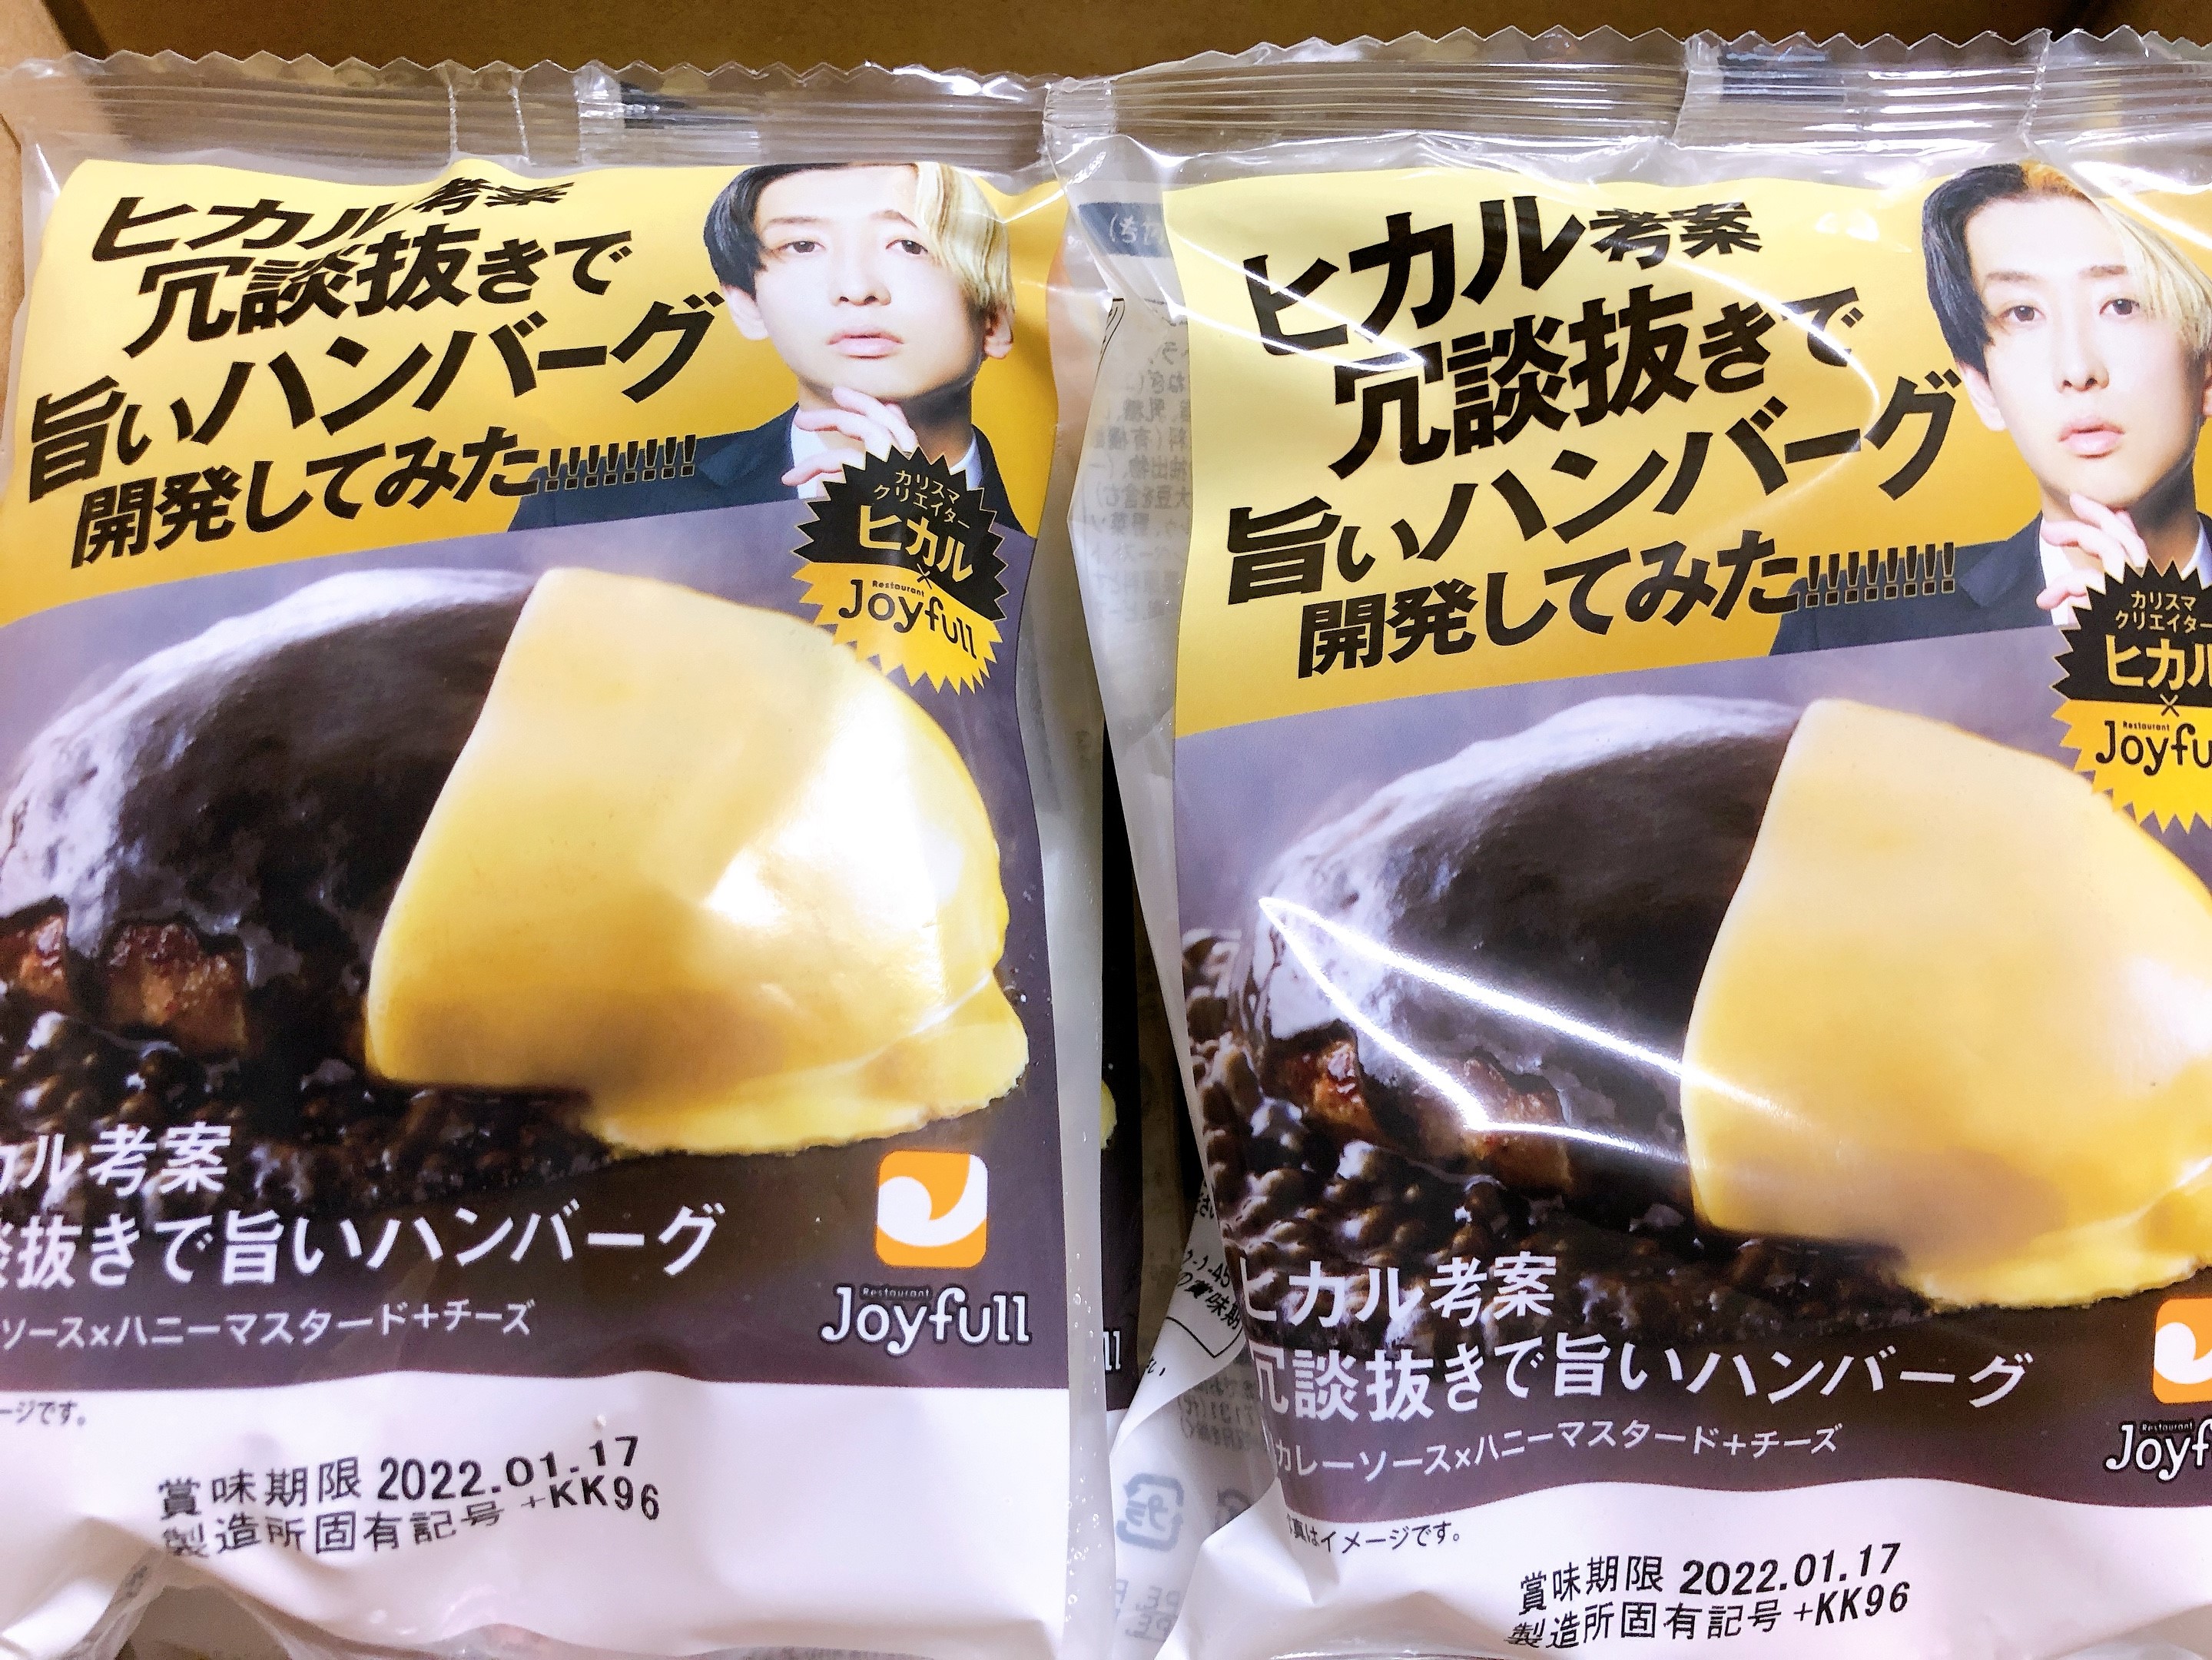 ヒカル考案
冗談抜きで
旨いハンバーグ
開発してみた!!!!!!!!
カリスマ
クリエイター
ヒカル
×
Restaurant
Joyfull
カル考案
抜きで旨いハンバーグ
ソース×ハニーマスタード+チーズ
Restaurant
Joyfull
ージです。
賞味期限 2022.01.17
製造所固有記号 +KK96
ヒカル考案
冗談抜きで
旨いハンバーグ
開発してみた!!!!!!!!
カリスマ
クリエイター
ヒカル
×
Restaurant
Joyfu
ヒカル考案
冗談抜きで旨いハンバーグ
カレーソース×ハニーマスタード+チーズ
Restaurant
Joyf
真はイメージです。
賞味期限 2022.01.17
製造所固有記号 +KK96